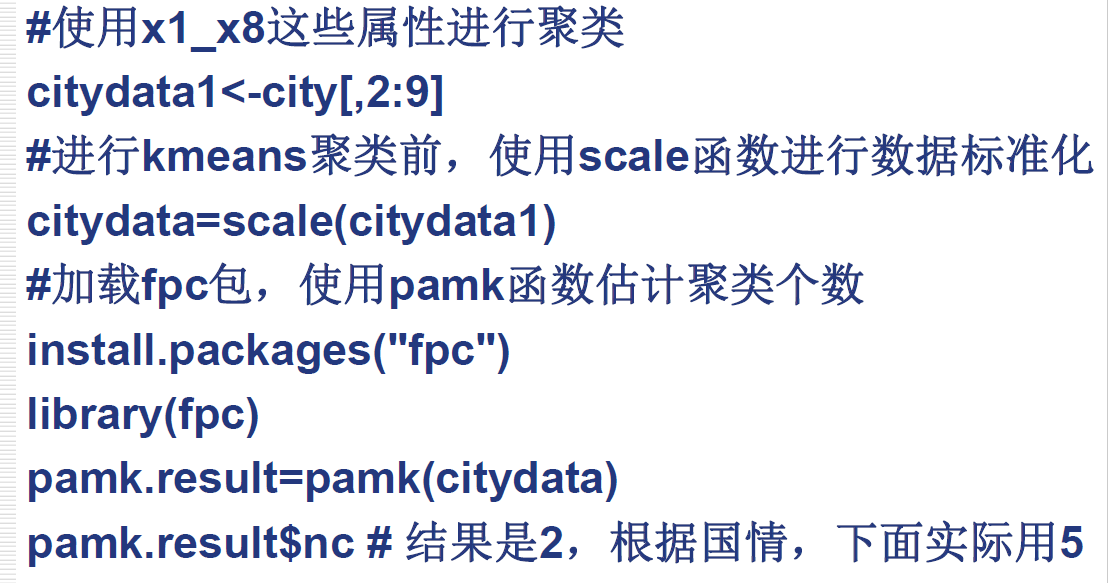 #使用x1_x8这些属性进行聚类
citydata1<-city[,2:9]
#进行kmeans聚类前，使用scale函数进行数据标准化
citydata=scale(citydata1)
#加载fpc包，使用pamk函数估计聚类个数
install.packages("fpc")
library(fpc)
pamk.result=pamk(citydata)
pamk.result$nc # 结果是2，根据国情，下面实际用5